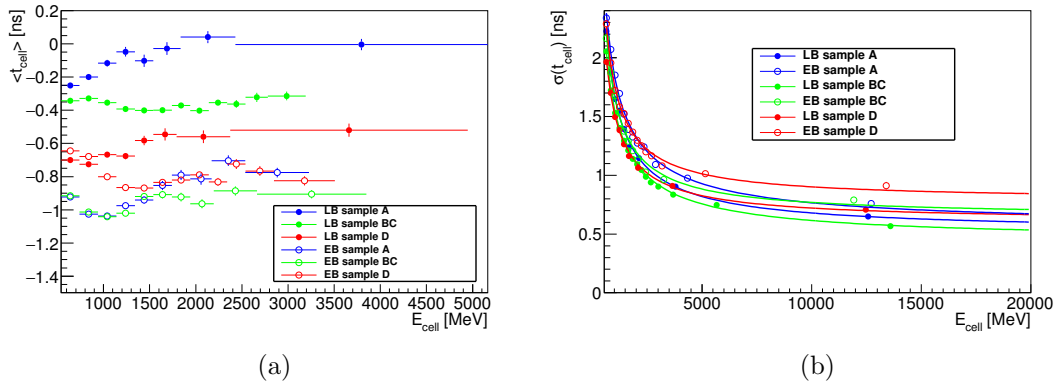 <t_cell> [ns]
0.2
0
−0.2
−0.4
−0.6
−0.8
−1
−1.2
−1.4
LB sample A
LB sample BC
LB sample D
EB sample A
EB sample BC
EB sample D
1000 1500 2000 2500 3000 3500 4000 4500 5000
E_cell [MeV]
(a)
σ(t_cell) [ns]
2
1.5
1
0.5
0
LB sample A
EB sample A
LB sample BC
EB sample BC
LB sample D
EB sample D
5000 10000 15000 20000
E_cell [MeV]
(b)